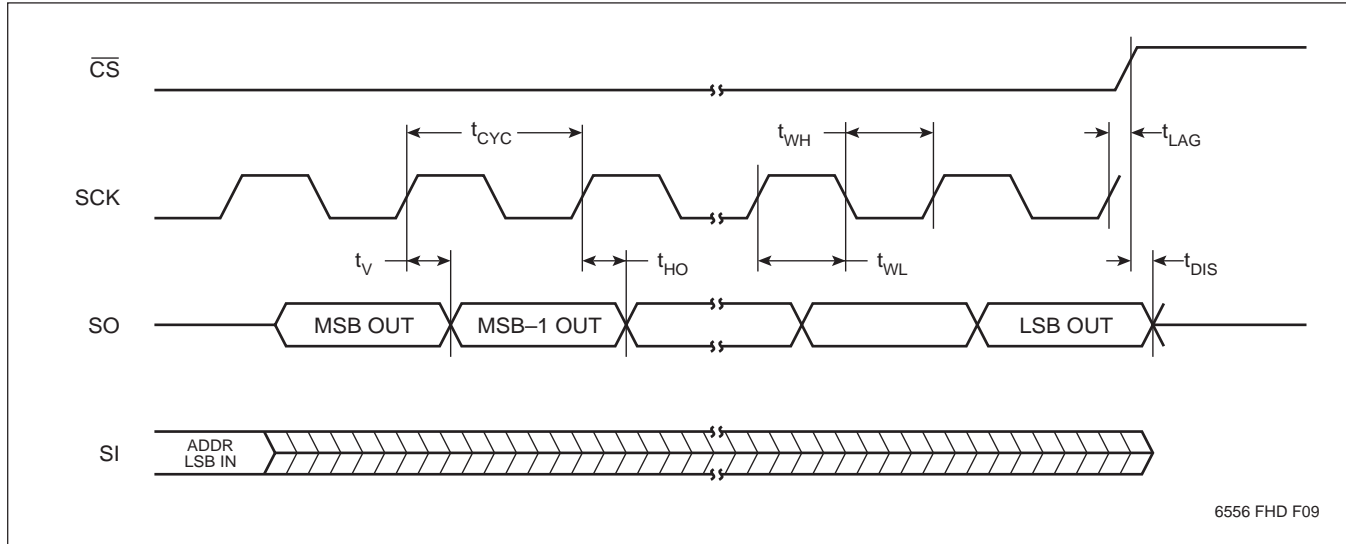 CS
tCYC
tWH
tLAG
SCK
tV
tHO
tWL
tDIS
SO
MSB OUT
MSB–1 OUT
LSB OUT
SI
ADDR
LSB IN
6556 FHD F09